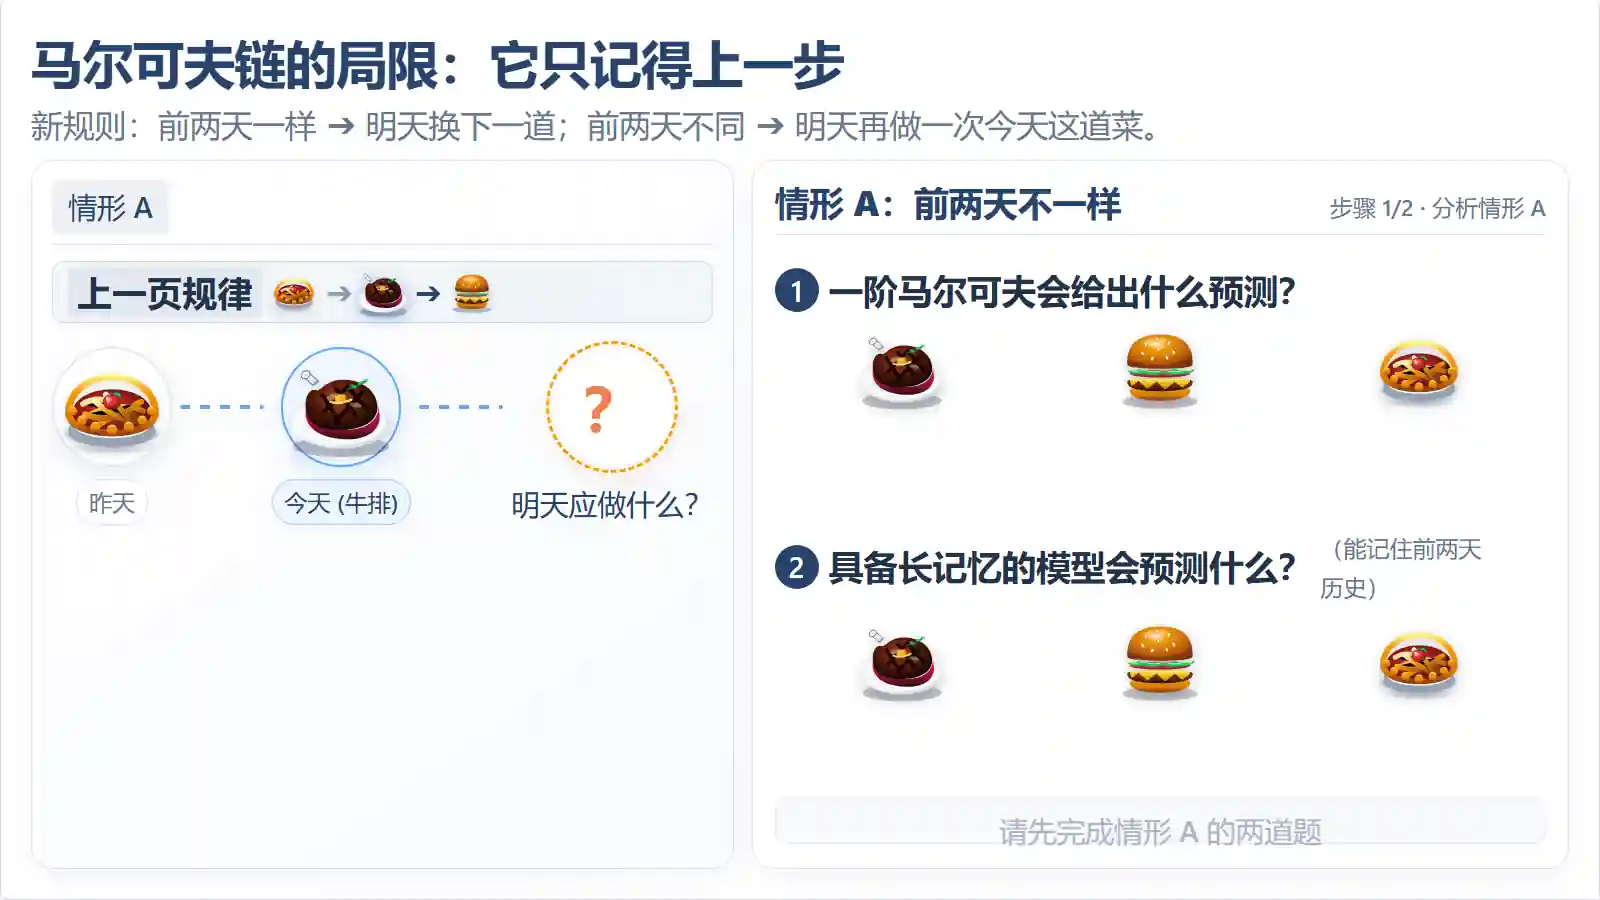 马尔可夫链的局限：它只记得上一步
新规则：前两天一样 → 明天换下一道；前两天不同 → 明天再做一次今天这道菜。
情形 A
上一页规律 → →
?
昨天
今天 (牛排)
明天应做什么？
情形 A：前两天不一样
步骤 1/2 · 分析情形 A
1 一阶马尔可夫会给出什么预测？
2 具备长记忆的模型会预测什么？
（能记住前两天
历史）
请先完成情形 A 的两道题